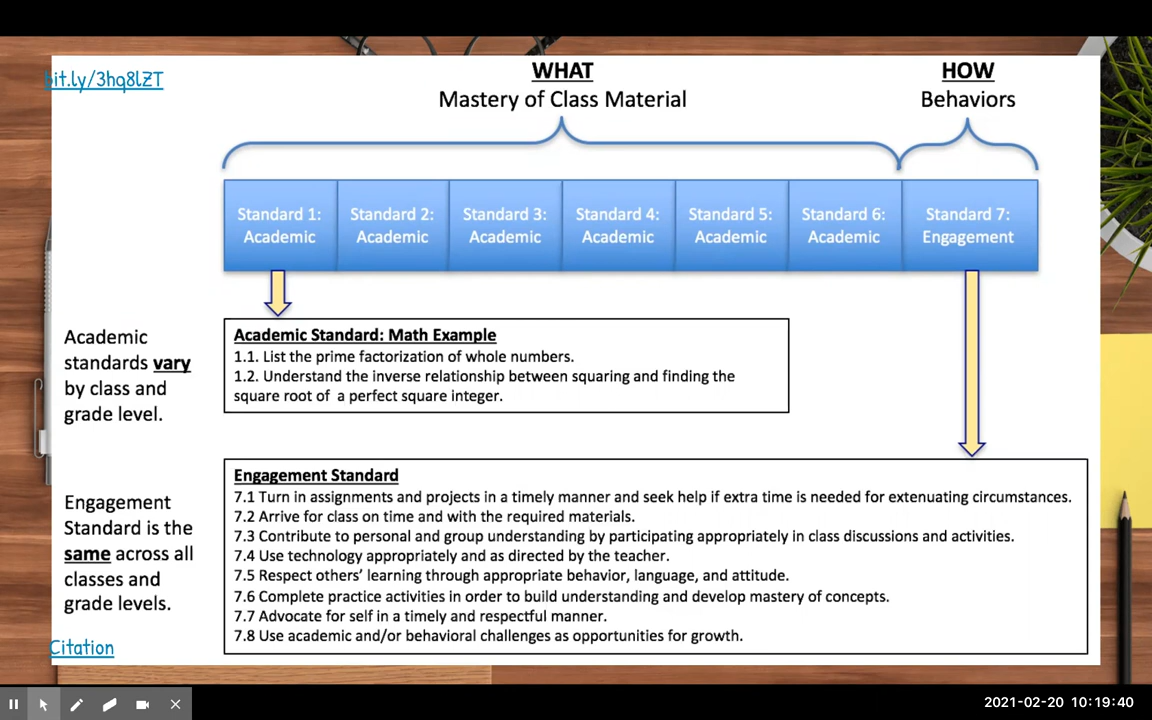 bit.ly/3hq8lZT
WHAT
Mastery of Class Material
HOW
Behaviors
Standard 1:
Academic
Standard 2:
Academic
Standard 3:
Academic
Standard 4:
Academic
Standard 5:
Academic
Standard 6:
Academic
Standard 7:
Engagement
Academic
standards vary
by class and
grade level.
Academic Standard: Math Example
1.1. List the prime factorization of whole numbers.
1.2. Understand the inverse relationship between squaring and finding the
square root of a perfect square integer.
Engagement
Standard is the
same across all
classes and
grade levels.
Engagement Standard
7.1 Turn in assignments and projects in a timely manner and seek help if extra time is needed for extenuating circumstances.
7.2 Arrive for class on time and with the required materials.
7.3 Contribute to personal and group understanding by participating appropriately in class discussions and activities.
7.4 Use technology appropriately and as directed by the teacher.
7.5 Respect others’ learning through appropriate behavior, language, and attitude.
7.6 Complete practice activities in order to build understanding and develop mastery of concepts.
7.7 Advocate for self in a timely and respectful manner.
7.8 Use academic and/or behavioral challenges as opportunities for growth.
Citation
2021-02-20 10:19:40